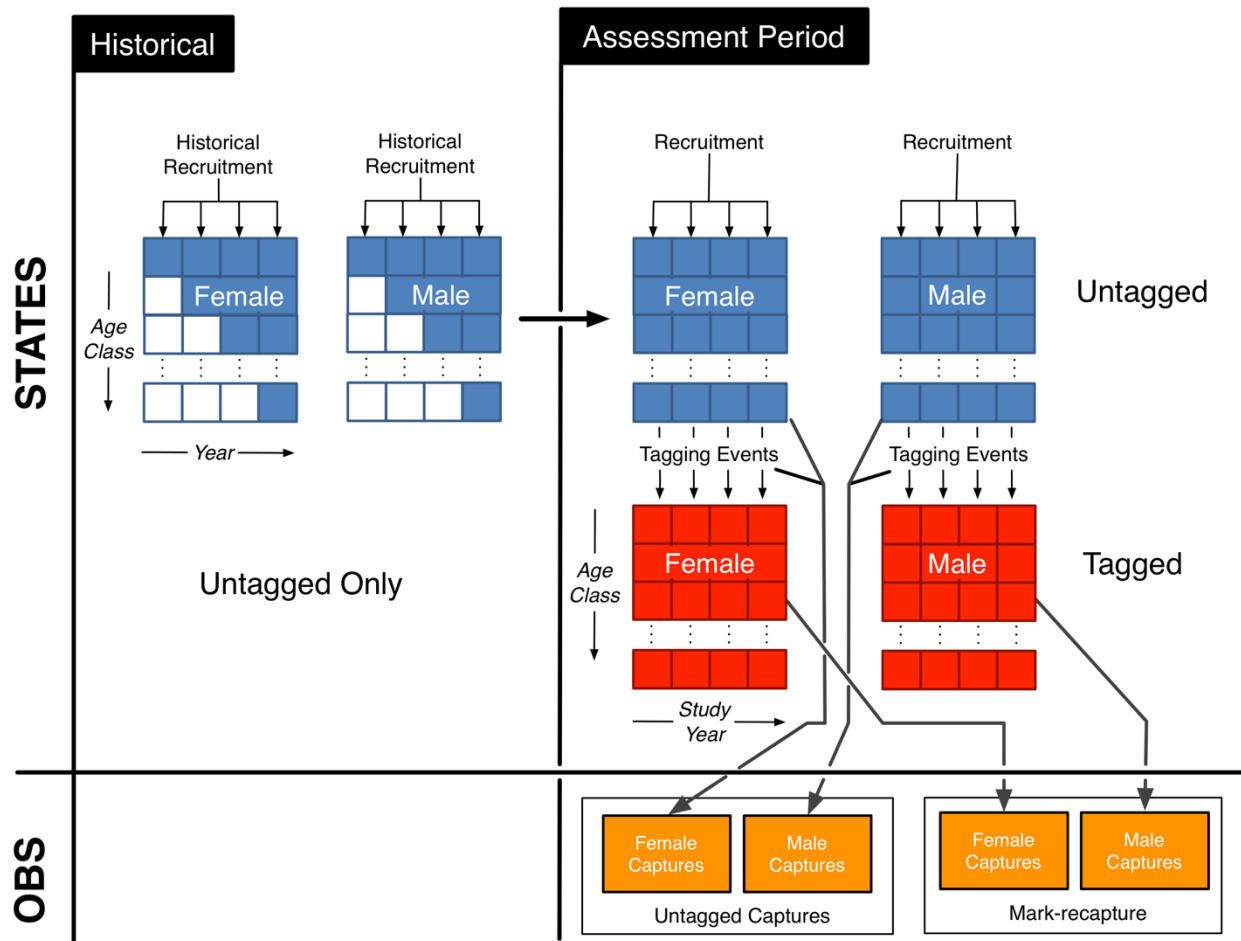 Historical
Assessment Period
STATES
Historical
Recruitment
Historical
Recruitment
Recruitment
Recruitment
Age
Class
Female
Male
Female
Male
Untagged
Year
Tagging Events
Tagging Events
Untagged Only
Age
Class
Female
Male
Tagged
Study
Year
OBS
Female
Captures
Male
Captures
Female
Captures
Male
Captures
Untagged Captures
Mark-recapture